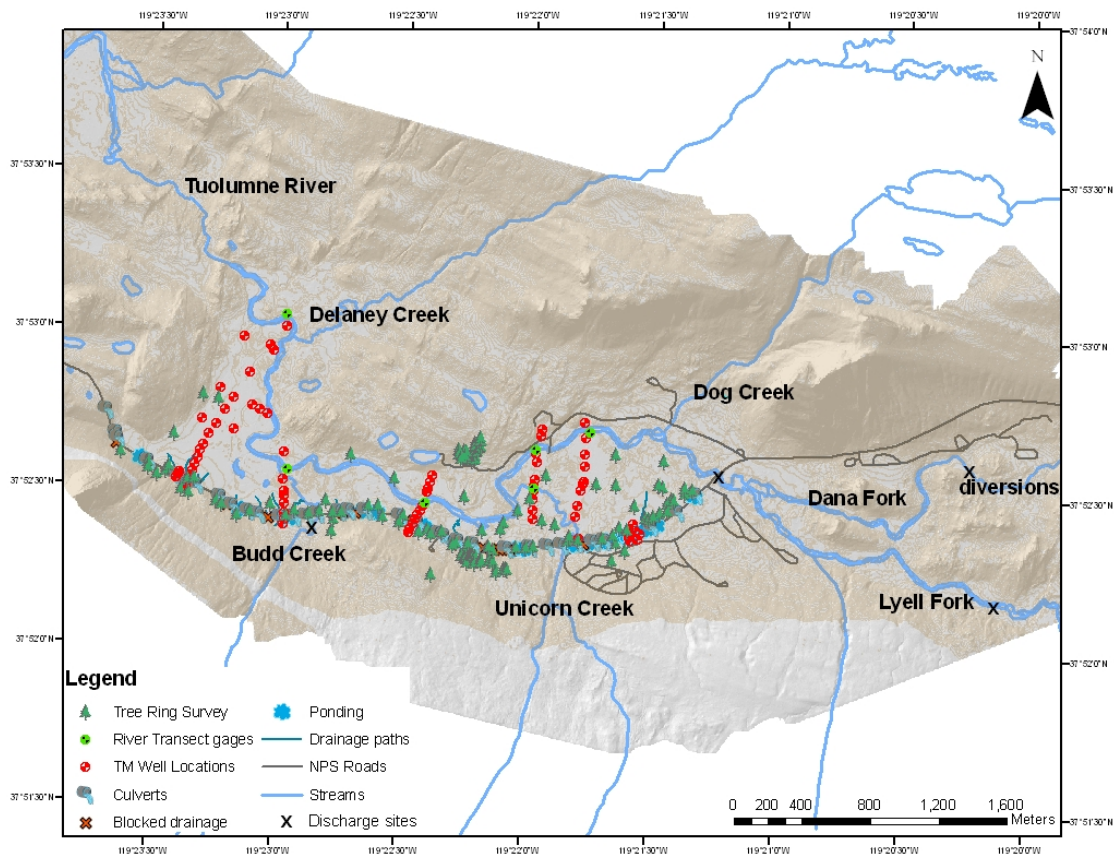 119°23'30"W 119°23'0"W 119°22'30"W 119°22'0"W 119°21'30"W 119°21'0"W 119°20'30"W 119°20'0"W
37°54'0"N
N
37°53'30"N
37°53'30"N
Tuolumne River
Delaney Creek
37°53'0"N
37°53'0"N
Dog Creek
37°52'30"N
37°52'30"N
diversions
Dana Fork
Budd Creek
Unicorn Creek
Lyell Fork
37°52'0"N
37°52'0"N
Legend
Tree Ring Survey
Ponding
River Transect gages
Drainage paths
TM Well Locations
NPS Roads
Culverts
Streams
Blocked drainage
X Discharge sites
37°51'30"N
37°51'30"N
0 200 400 800 1,200 1,600
Meters
119°23'30"W 119°23'0"W 119°22'30"W 119°22'0"W 119°21'30"W 119°21'0"W 119°20'30"W 119°20'0"W